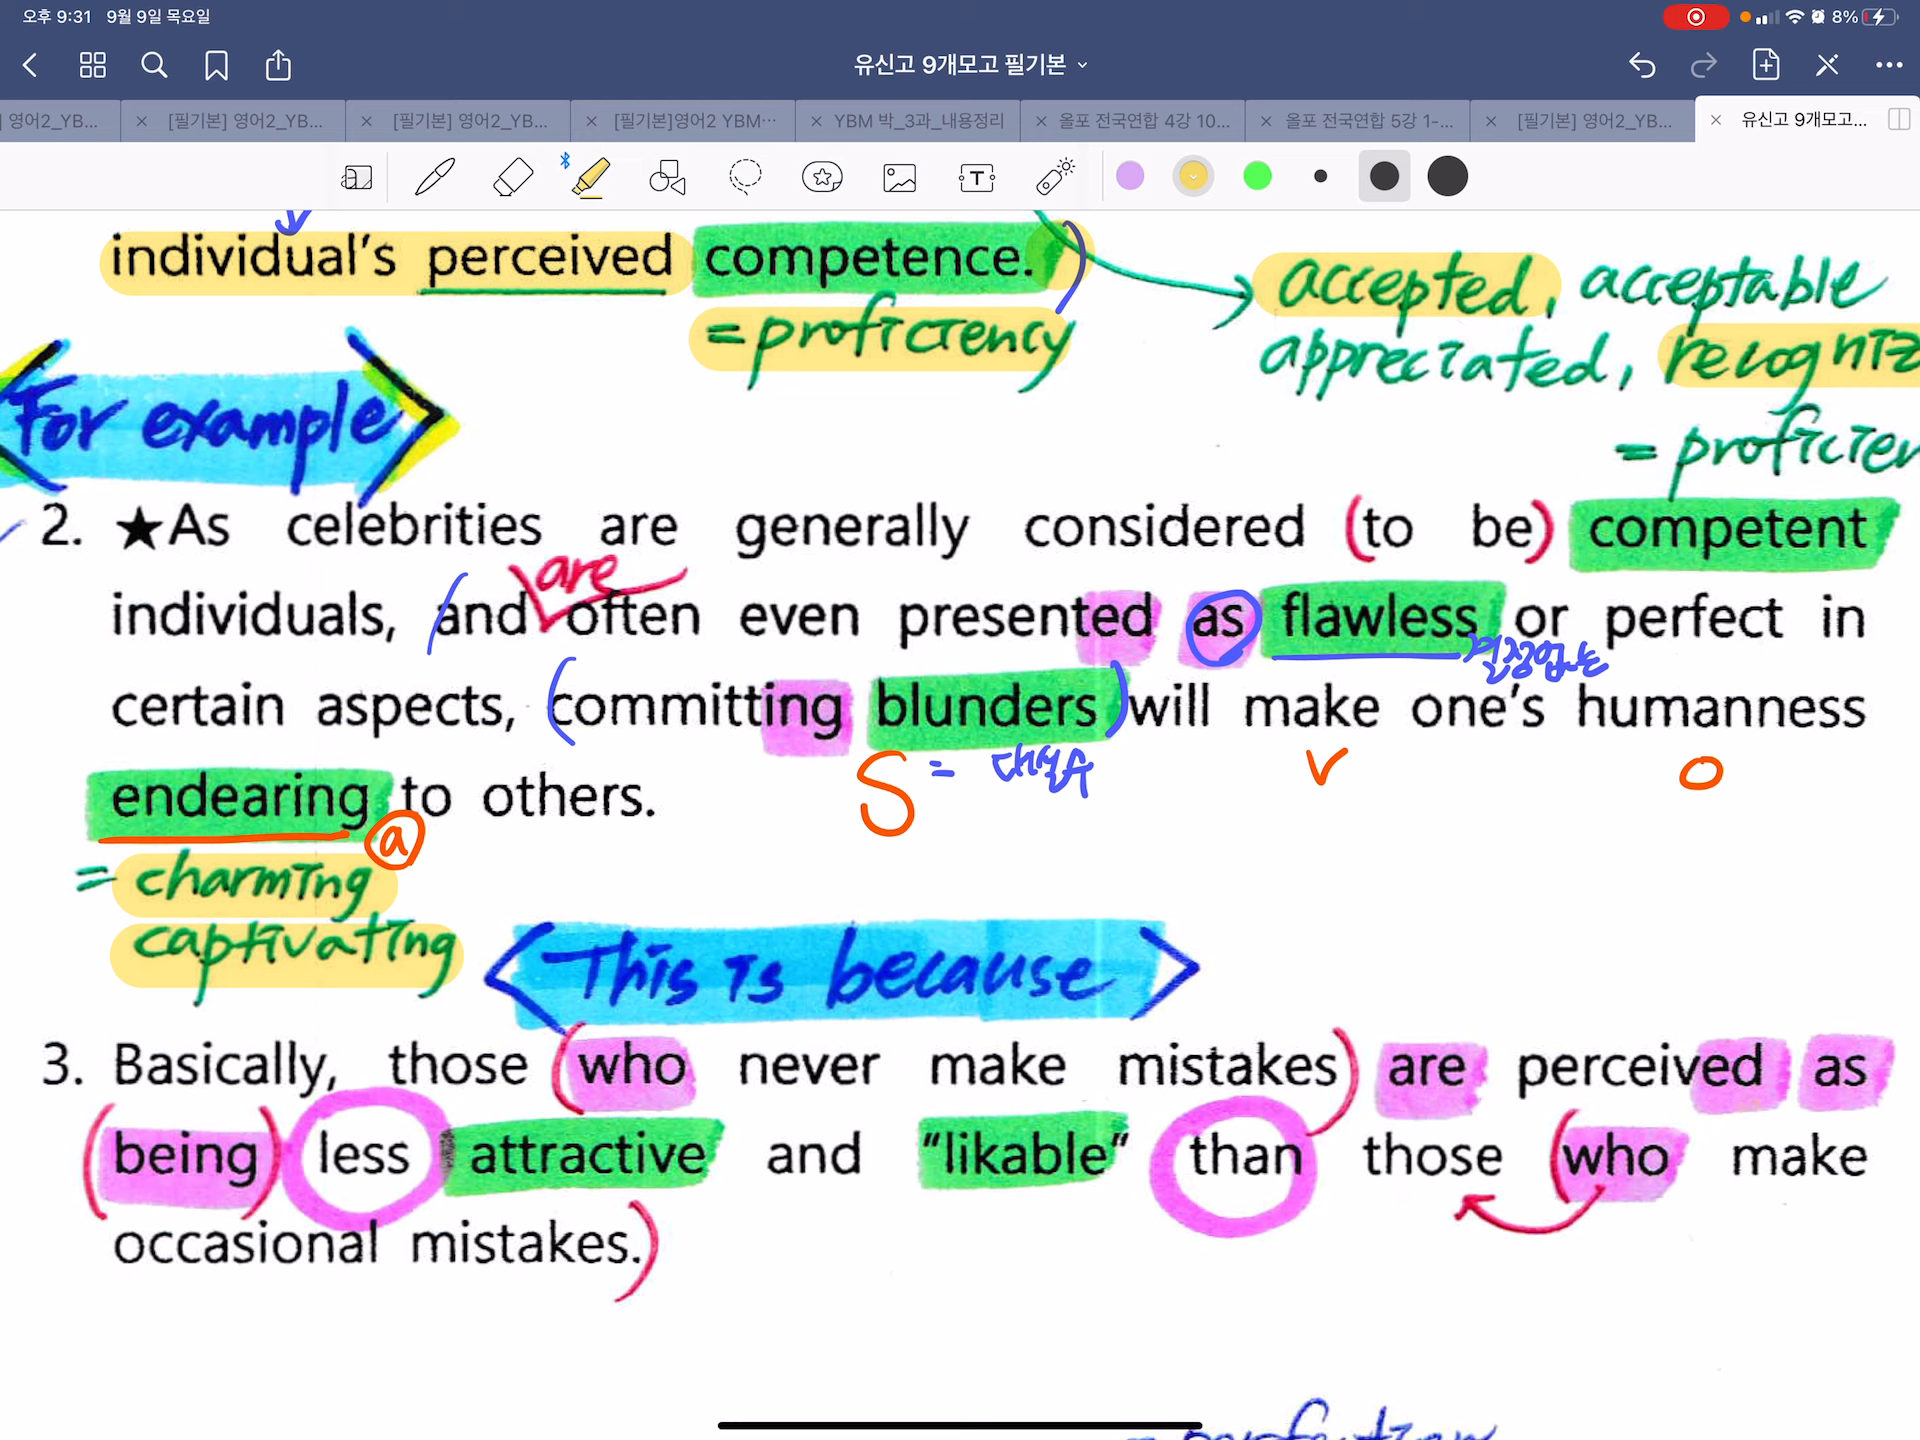 오후 9:31 9월 9일 목요일
8%
유신고 9개모고 필기본
영어2_YB...
[필기본] 영어2_YB...
[필기본] 영어2_YB...
[필기본]영어2 YBM...
YBM 박_3과_내용정리
올포 전국연합 4강 10...
올포 전국연합 5강 1-...
[필기본] 영어2_YB...
유신고 9개모고...
individual's perceived competence.
accepted, acceptable
= proficiency
appreciated, recogniz
For example
= proficien
2. ★As celebrities are generally considered (to be) competent
are
individuals, and often even presented as flawless or perfect in
결점없는
certain aspects, (committing blunders) will make one's humanness
S = 대실수 V O
endearing to others.
a
= charming
captivating
<This is because>
3. Basically, those (who never make mistakes) are perceived as
(being) less attractive and "likable" than those (who make
occasional mistakes.)